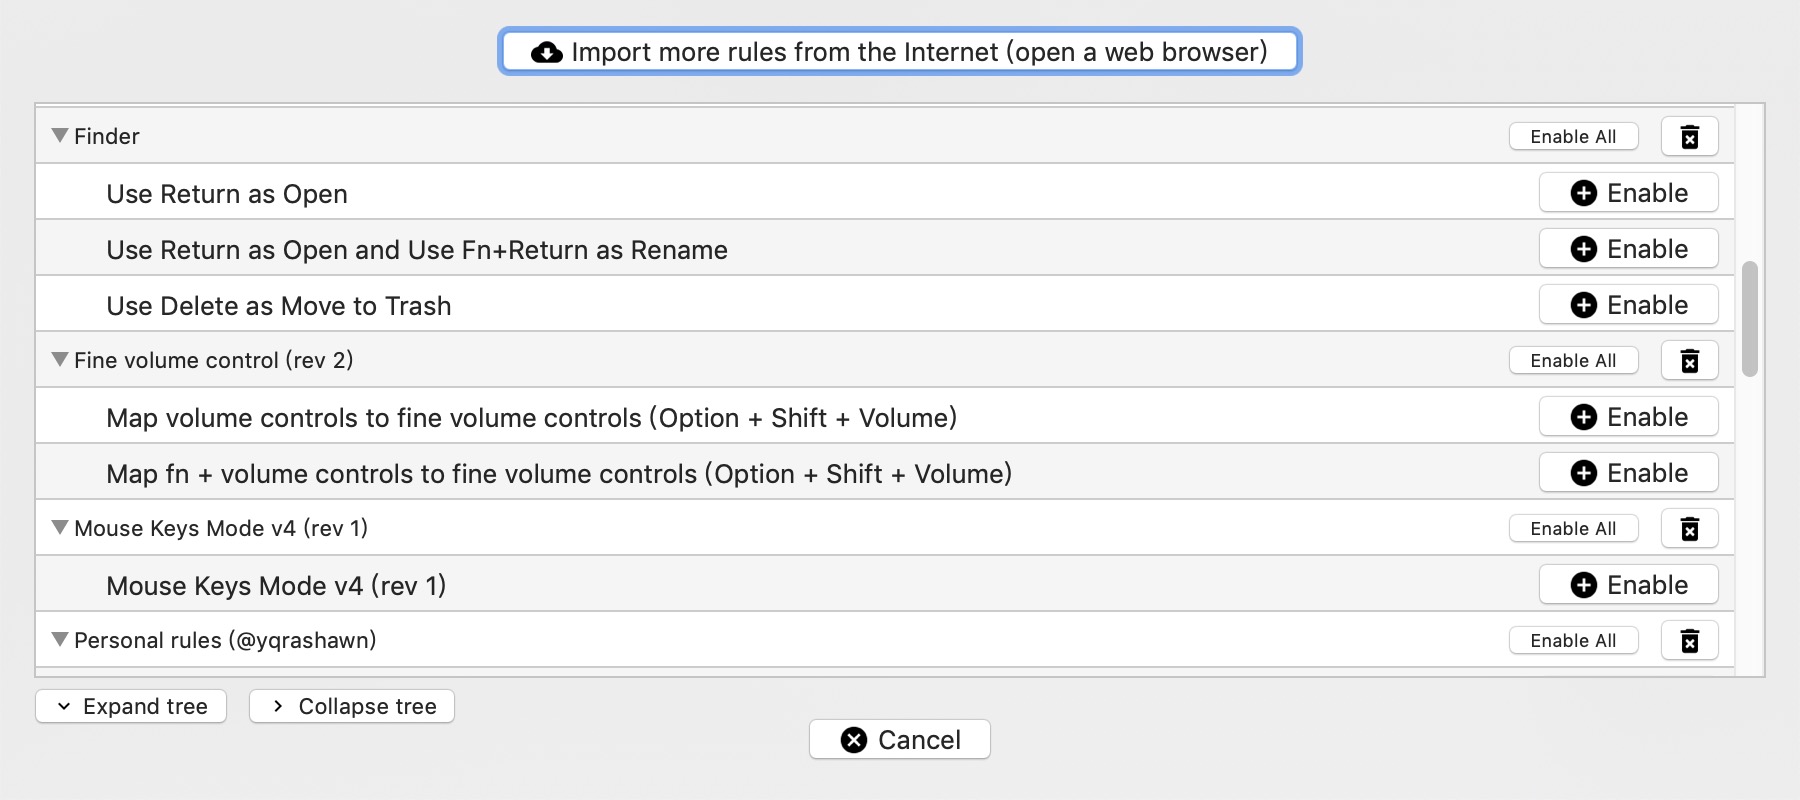 Import more rules from the Internet (open a web browser)
Finder
Enable All
Use Return as Open
Enable
Use Return as Open and Use Fn+Return as Rename
Enable
Use Delete as Move to Trash
Enable
Fine volume control (rev 2)
Enable All
Map volume controls to fine volume controls (Option + Shift + Volume)
Enable
Map fn + volume controls to fine volume controls (Option + Shift + Volume)
Enable
Mouse Keys Mode v4 (rev 1)
Enable All
Mouse Keys Mode v4 (rev 1)
Enable
Personal rules (@yqrashawn)
Enable All
Expand tree
Collapse tree
Cancel